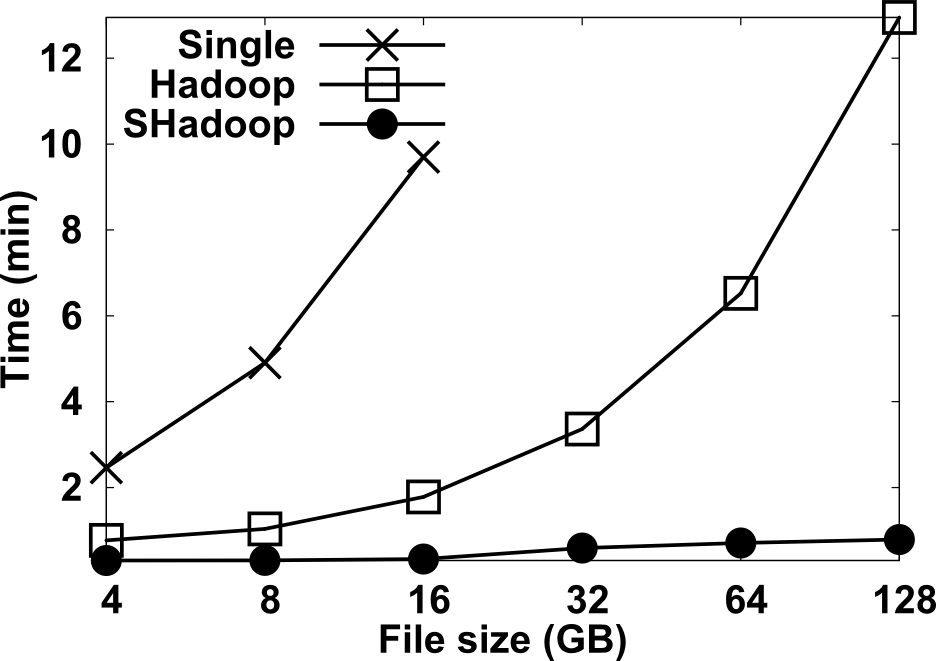 Single
Hadoop
SHadoop
12
10
8
6
4
2
Time (min)
4 8 16 32 64 128
File size (GB)